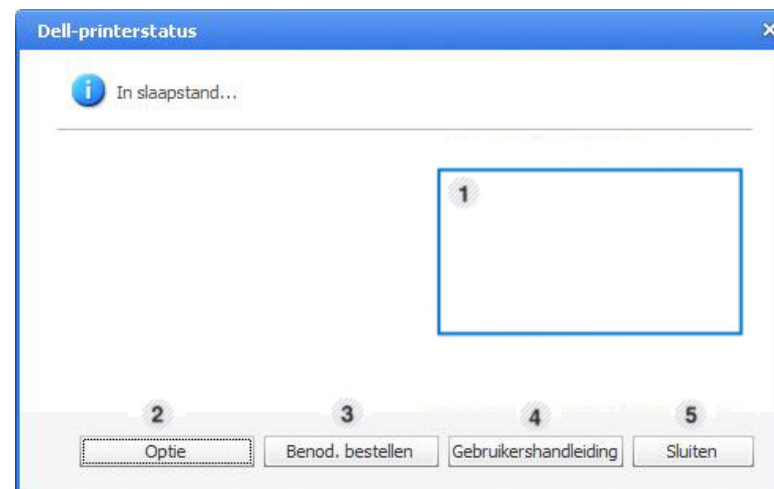 Dell-printerstatus
In slaapstand...
1
2 3 4 5
Optie Benod. bestellen Gebruikershandleiding Sluiten